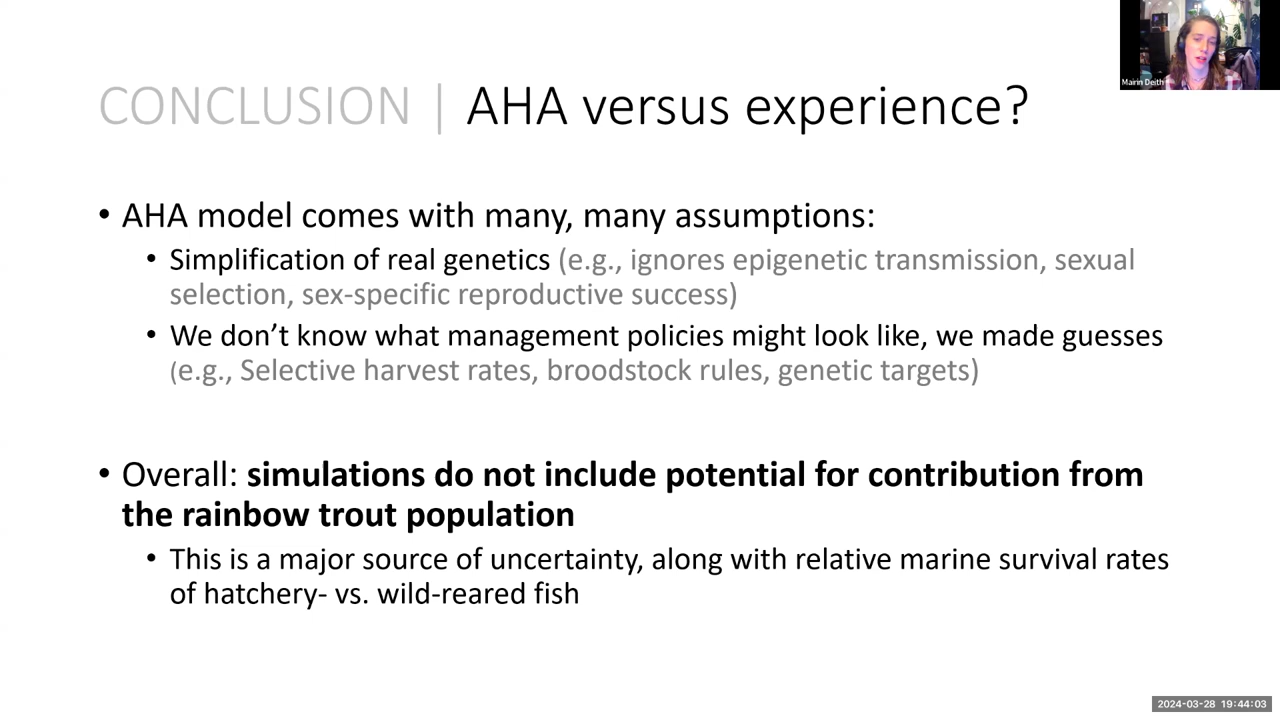 Mairin Deith
CONCLUSION | AHA versus experience?
• AHA model comes with many, many assumptions:
• Simplification of real genetics (e.g., ignores epigenetic transmission, sexual
selection, sex-specific reproductive success)
• We don’t know what management policies might look like, we made guesses
(e.g., Selective harvest rates, broodstock rules, genetic targets)
• Overall: simulations do not include potential for contribution from
the rainbow trout population
• This is a major source of uncertainty, along with relative marine survival rates
of hatchery- vs. wild-reared fish
2024-03-28 19:44:03